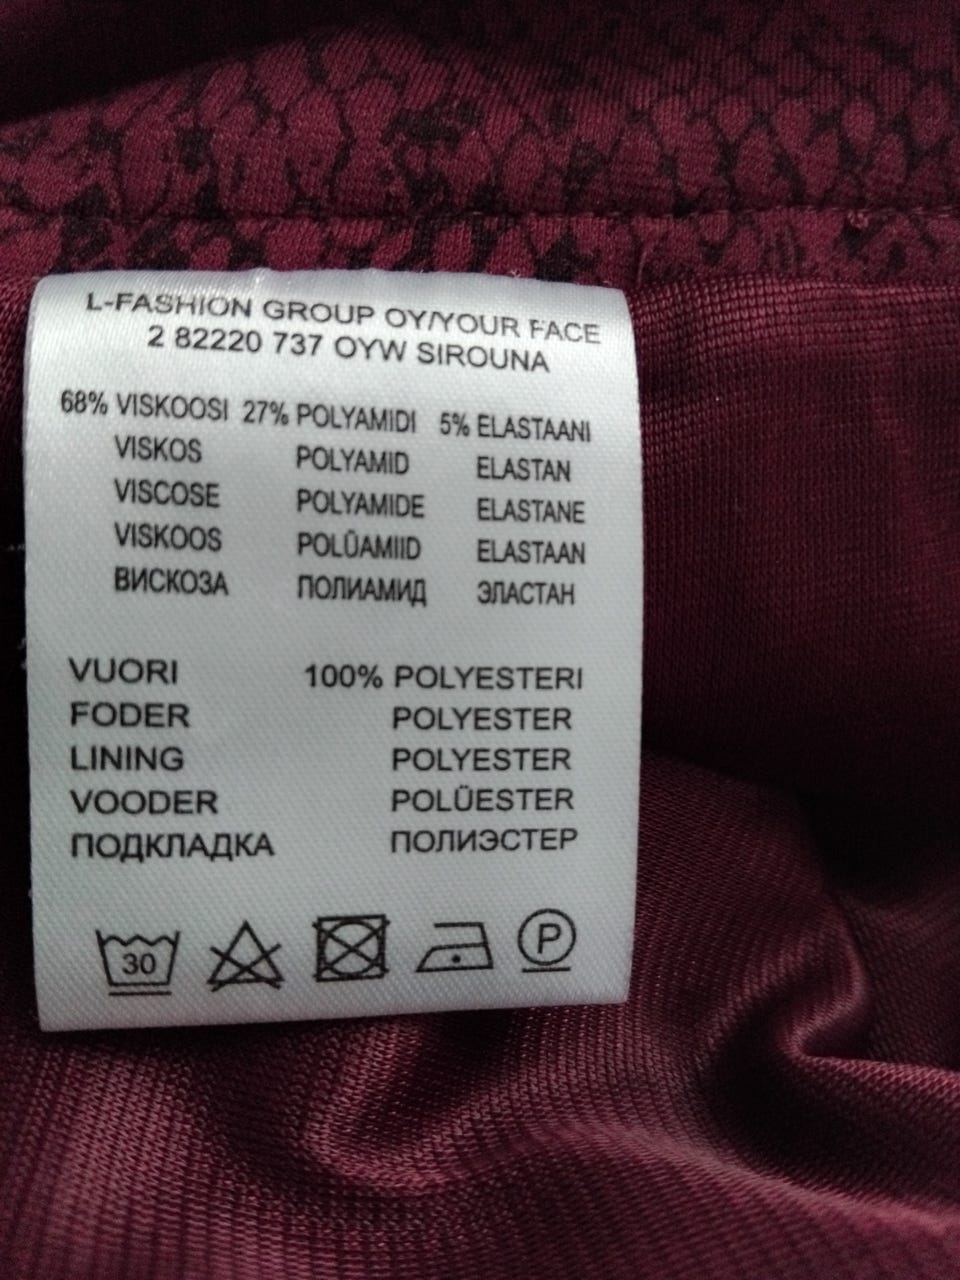 L-FASHION GROUP OY/YOUR FACE
2 82220 737 OYW SIROUNA
68% VISKOOSI 27% POLYAMIDI 5% ELASTAANI
VISKOS POLYAMID ELASTAN
VISCOSE POLYAMIDE ELASTANE
VISKOOS POLÜAMIID ELASTAAN
ВИСКОЗА ПОЛИАМИД ЭЛАСТАН
VUORI 100% POLYESTERI
FODER POLYESTER
LINING POLYESTER
VOODER POLÜESTER
ПОДКЛАДКА ПОЛИЭСТЕР
30 P